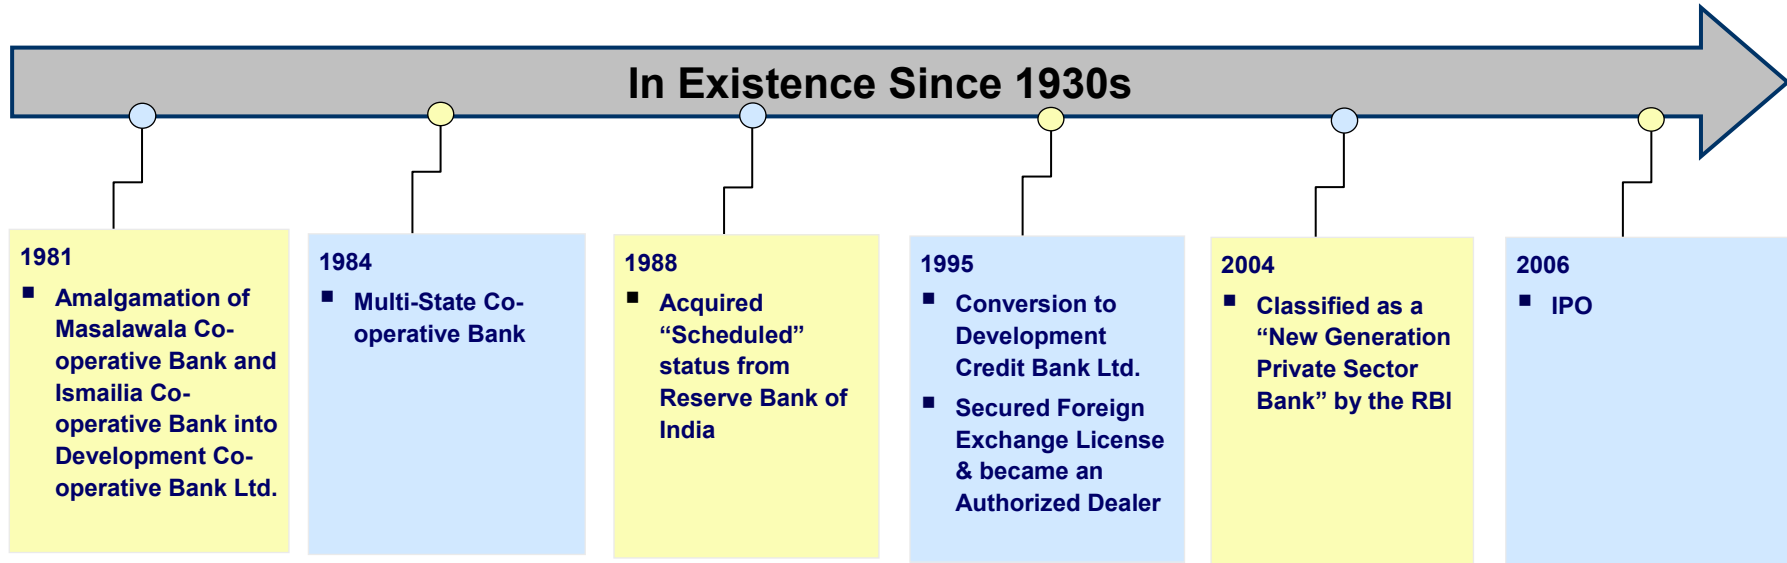 In Existence Since 1930s
1981
■ Amalgamation of
Masalawala Co-
operative Bank and
Ismailia Co-
operative Bank into
Development Co-
operative Bank Ltd.
1984
■ Multi-State Co-
operative Bank
1988
■ Acquired
“Scheduled”
status from
Reserve Bank of
India
1995
■ Conversion to
Development
Credit Bank Ltd.
■ Secured Foreign
Exchange License
& became an
Authorized Dealer
2004
■ Classified as a
“New Generation
Private Sector
Bank” by the RBI
2006
■ IPO